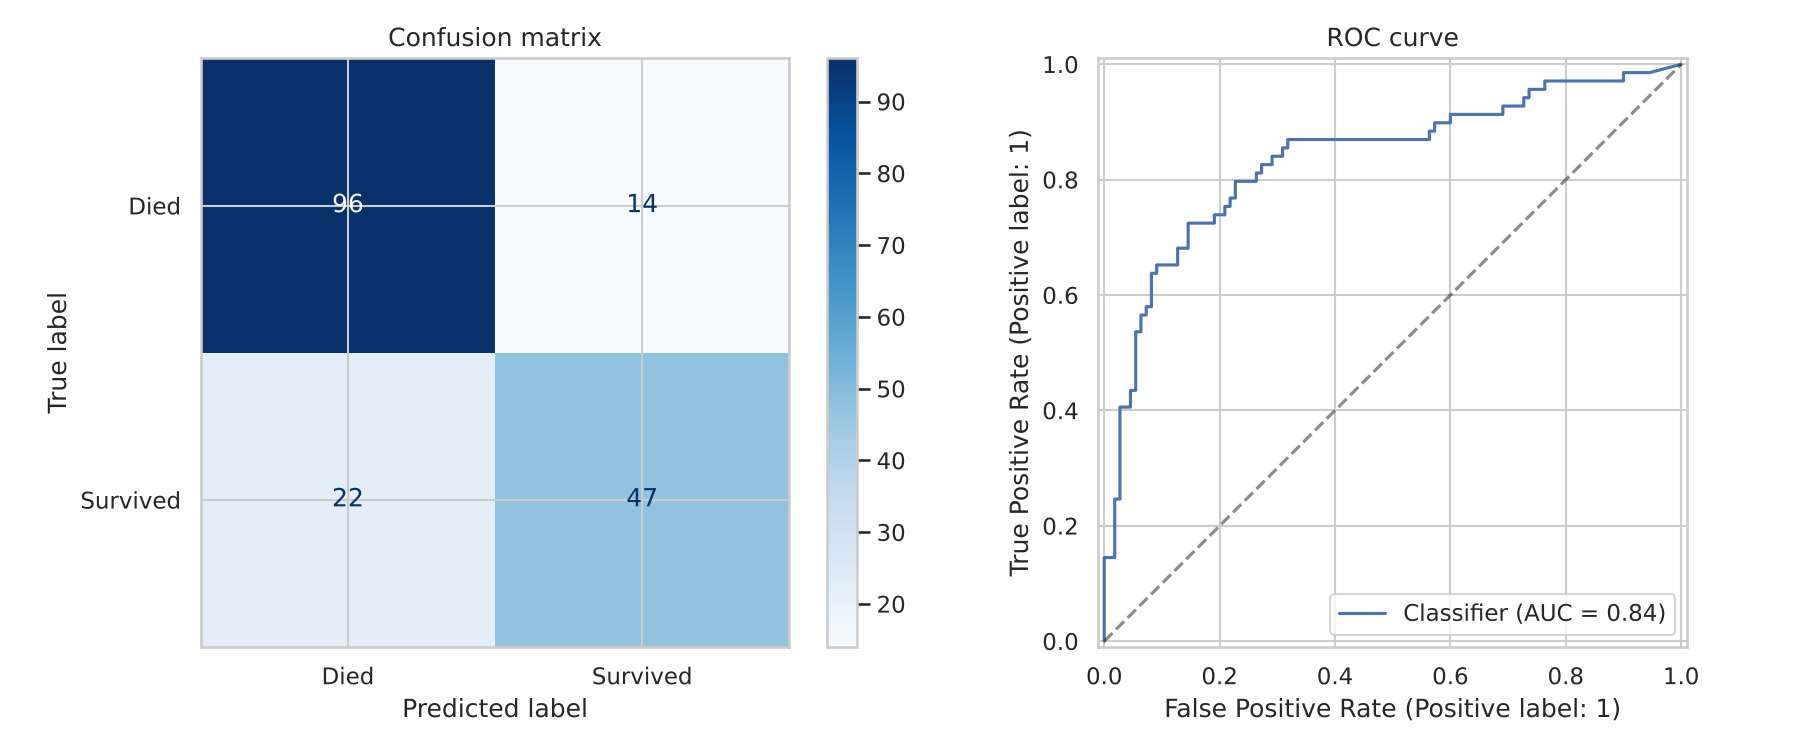 Confusion matrix
True label
Died
Survived
96
14
22
47
Died
Survived
Predicted label
90
80
70
60
50
40
30
20
ROC curve
True Positive Rate (Positive label: 1)
1.0
0.8
0.6
0.4
0.2
0.0
Classifier (AUC = 0.84)
0.0
0.2
0.4
0.6
0.8
1.0
False Positive Rate (Positive label: 1)